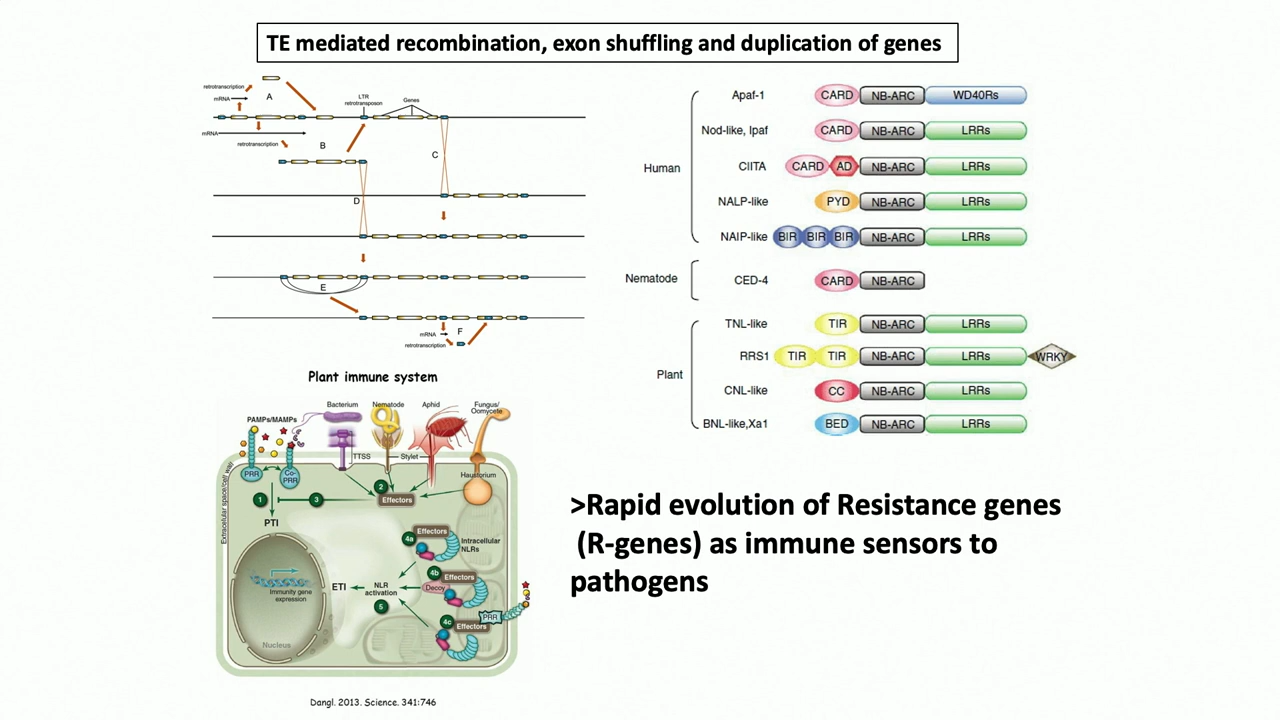 TE mediated recombination, exon shuffling and duplication of genes
retrotranscription
mRNA
A
LTR
retrotransposon
Genes
mRNA
retrotranscription
B
C
D
E
mRNA
F
retrotranscription
Human
Apaf-1 CARD NB-ARC WD40Rs
Nod-like, Ipaf CARD NB-ARC LRRs
CIITA CARD AD NB-ARC LRRs
NALP-like PYD NB-ARC LRRs
NAIP-like BIR BIR BIR NB-ARC LRRs
Nematode
CED-4 CARD NB-ARC
Plant
TNL-like TIR NB-ARC LRRs
RRS1 TIR TIR NB-ARC LRRs WRKY
CNL-like CC NB-ARC LRRs
BNL-like,Xa1 BED NB-ARC LRRs
Plant immune system
Bacterium
Nematode
Aphid
Fungus/
Oomycete
PAMPs/MAMPs
TTSS
Stylet
Haustorium
PRR
Co-
PRR
Extracellular space/cell wall
1
2
3
Effectors
PTI
4a
Effectors
Intracellular
NLRs
4b
Effectors
Decoy
ETI
NLR
activation
5
4c
Effectors
PRR
Immunity gene
expression
Nucleus
Dangl. 2013. Science. 341:746
>Rapid evolution of Resistance genes
(R-genes) as immune sensors to
pathogens